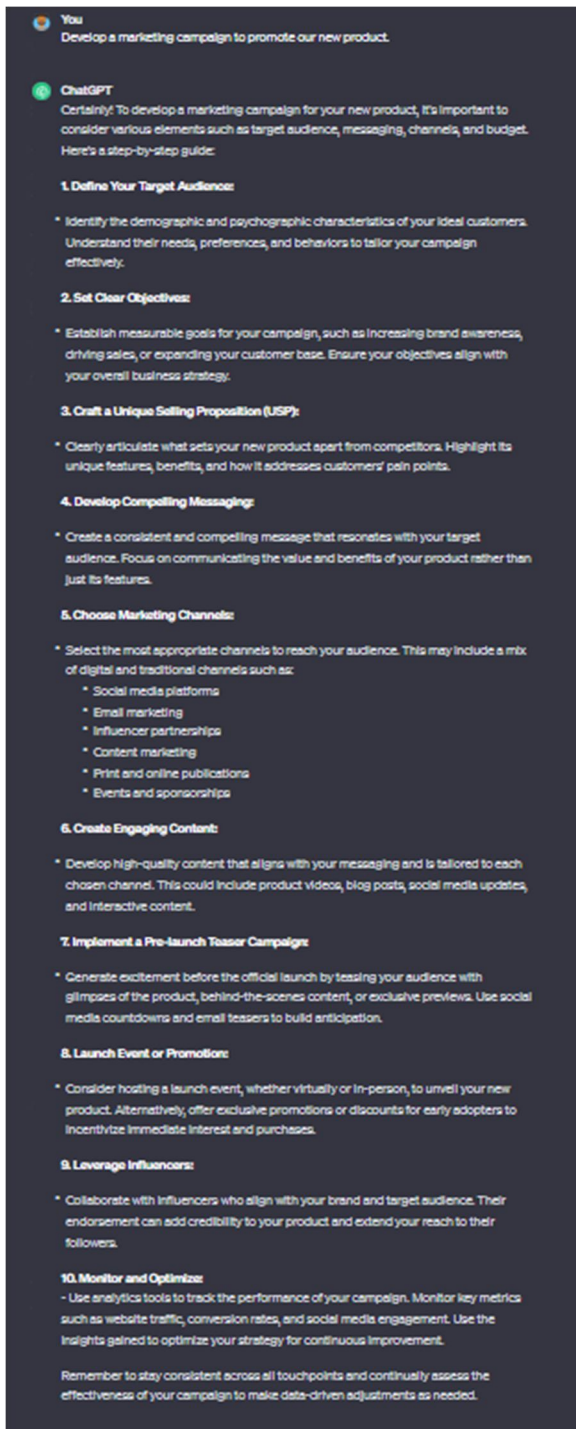 You
Develop a marketing campaign to promote our new product.
ChatGPT
Certainly! To develop a marketing campaign for your new product, it's important to
consider various elements such as target audience, messaging, channels, and budget.
Here's a step-by-step guide:
1. Define Your Target Audience:
* Identify the demographic and psychographic characteristics of your ideal customers.
Understand their needs, preferences, and behaviors to tailor your campaign
effectively.
2. Set Clear Objectives:
* Establish measurable goals for your campaign, such as increasing brand awareness,
driving sales, or expanding your customer base. Ensure your objectives align with
your overall business strategy.
3. Craft a Unique Selling Proposition (USP):
* Clearly articulate what sets your new product apart from competitors. Highlight its
unique features, benefits, and how it addresses customers' pain points.
4. Develop Compelling Messaging:
* Create a consistent and compelling message that resonates with your target
audience. Focus on communicating the value and benefits of your product rather than
just its features.
5. Choose Marketing Channels:
* Select the most appropriate channels to reach your audience. This may include a mix
of digital and traditional channels such as:
* Social media platforms
* Email marketing
* Influencer partnerships
* Content marketing
* Print and online publications
* Events and sponsorships
6. Create Engaging Content:
* Develop high-quality content that aligns with your messaging and is tailored to each
chosen channel. This could include product videos, blog posts, social media updates,
and interactive content.
7. Implement a Pre-launch Teaser Campaign:
* Generate excitement before the official launch by teasing your audience with
glimpses of the product, behind-the-scenes content, or exclusive previews. Use social
media countdowns and email teasers to build anticipation.
8. Launch Event or Promotion:
* Consider hosting a launch event, whether virtually or in-person, to unveil your new
product. Alternatively, offer exclusive promotions or discounts for early adopters to
incentivize immediate interest and purchases.
9. Leverage Influencers:
* Collaborate with influencers who align with your brand and target audience. Their
endorsement can add credibility to your product and extend your reach to their
followers.
10. Monitor and Optimize:
- Use analytics tools to track the performance of your campaign. Monitor key metrics
such as website traffic, conversion rates, and social media engagement. Use the
insights gained to optimize your strategy for continuous improvement.
Remember to stay consistent across all touchpoints and continually assess the
effectiveness of your campaign to make data-driven adjustments as needed.